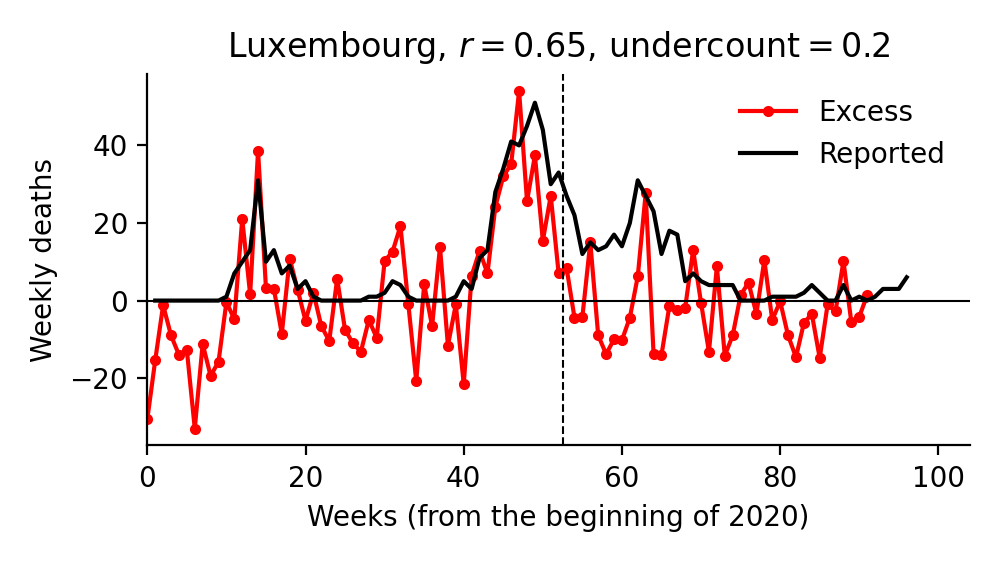 Luxembourg, r = 0.65, undercount = 0.2
Excess
Reported
Weekly deaths
40
20
0
−20
0 20 40 60 80 100
Weeks (from the beginning of 2020)